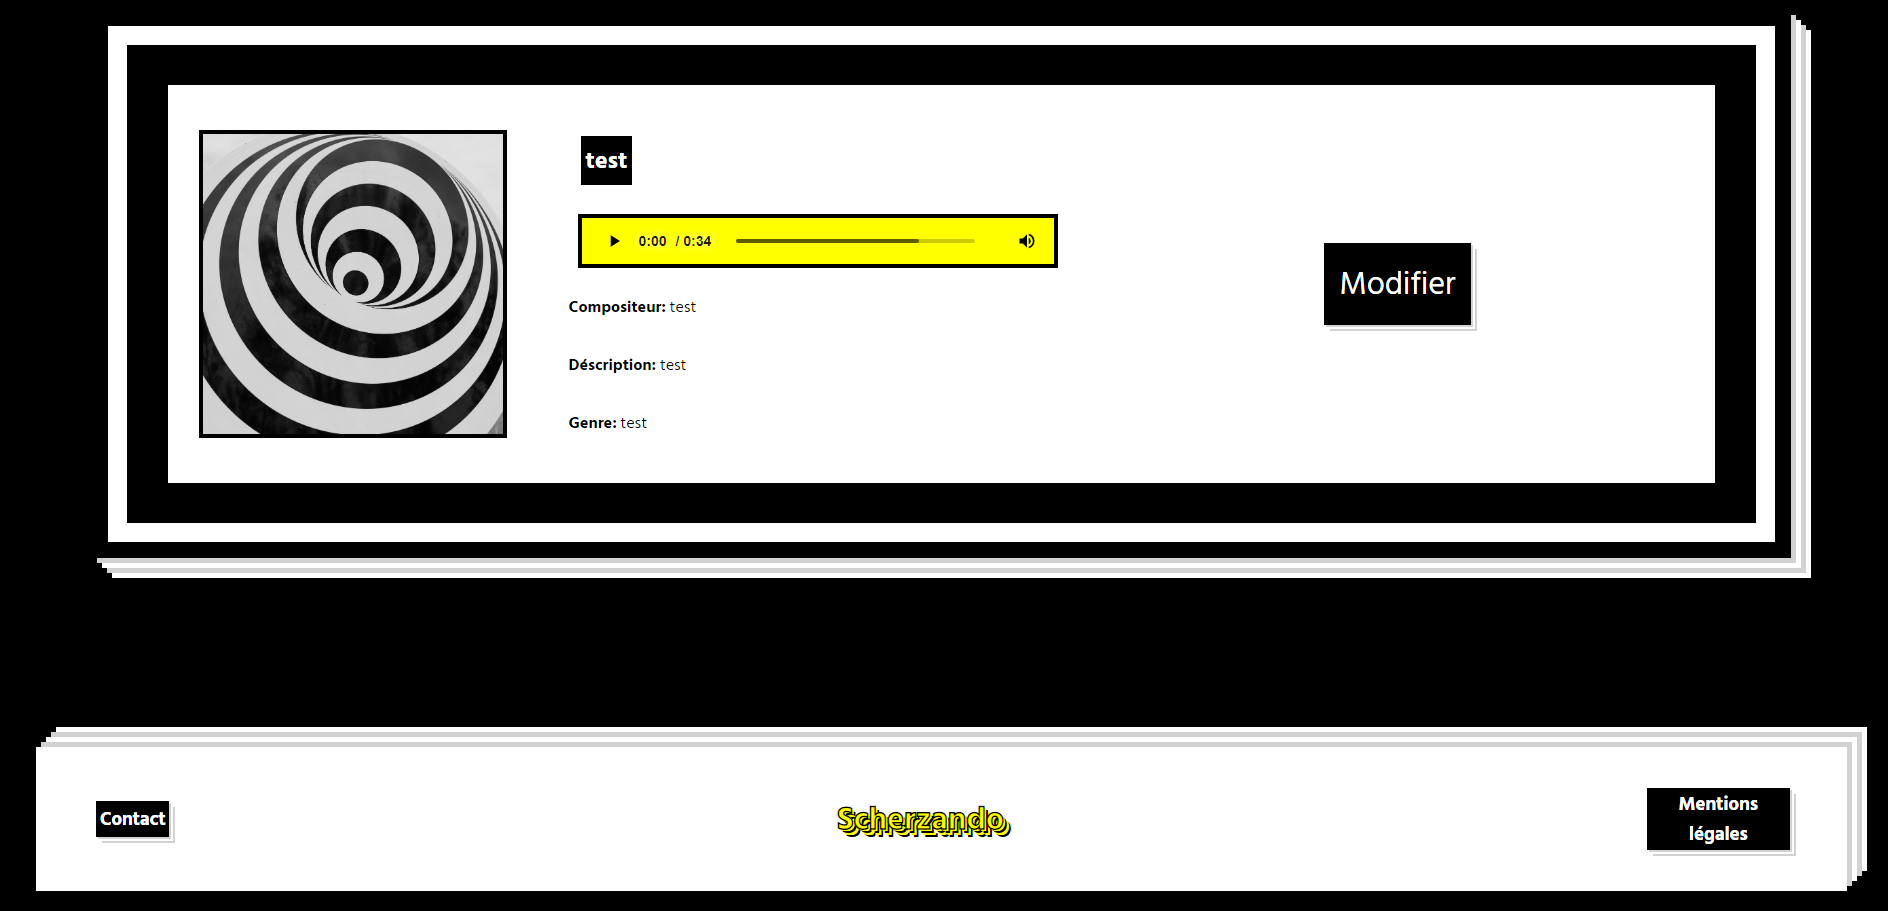 test
0:00 / 0:34
Compositeur: test
Déscription: test
Genre: test
Modifier
Contact
Scherzando
Mentions
légales